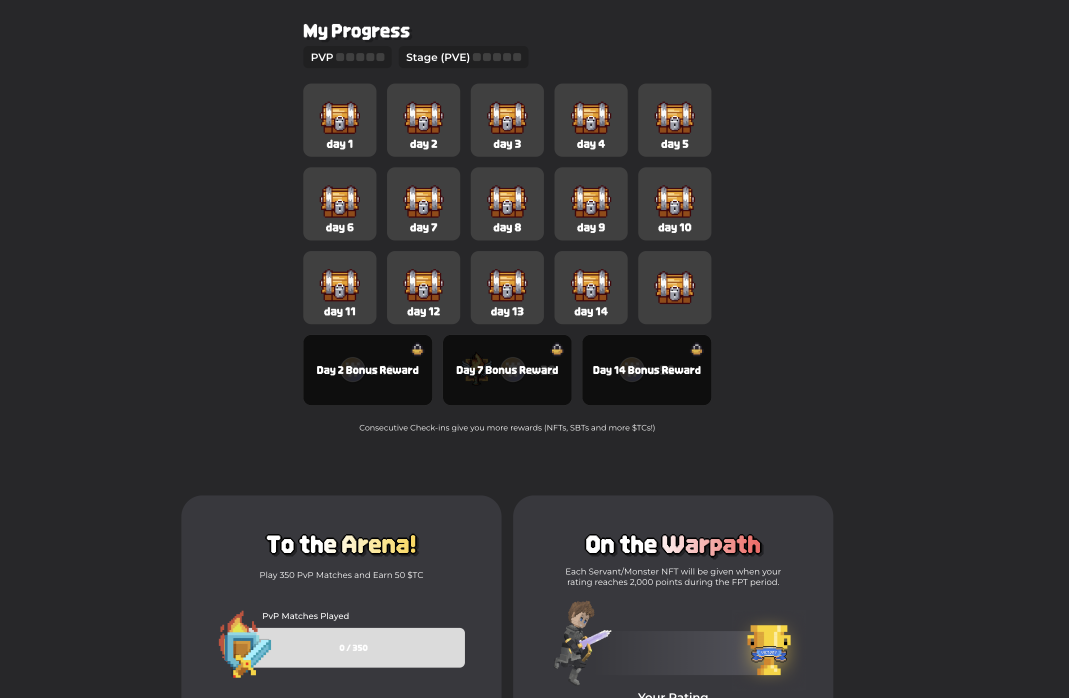 My Progress
PVP
Stage (PVE)
day 1
day 2
day 3
day 4
day 5
day 6
day 7
day 8
day 9
day 10
day 11
day 12
day 13
day 14
Day 2 Bonus Reward
Day 7 Bonus Reward
Day 14 Bonus Reward
Consecutive Check-ins give you more rewards (NFTs, SBTs and more $TCs!)
To the Arena!
Play 350 PvP Matches and Earn 50 $TC
PvP Matches Played
0 / 350
On the Warpath
Each Servant/Monster NFT will be given when your
rating reaches 2,000 points during the FPT period.
Your Rating